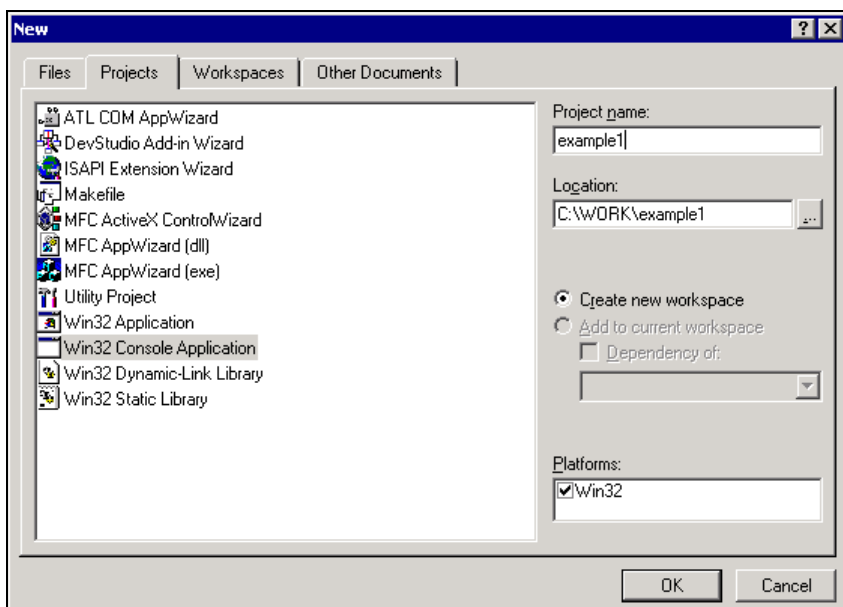 New
Files Projects Workspaces Other Documents
ATL COM AppWizard
DevStudio Add-in Wizard
ISAPI Extension Wizard
Makefile
MFC ActiveX ControlWizard
MFC AppWizard (dll)
MFC AppWizard (exe)
Utility Project
Win32 Application
Win32 Console Application
Win32 Dynamic-Link Library
Win32 Static Library
Project name:
example1
Location:
C:\WORK\example1
...
Create new workspace
Add to current workspace
Dependency of:
Platforms:
Win32
OK Cancel